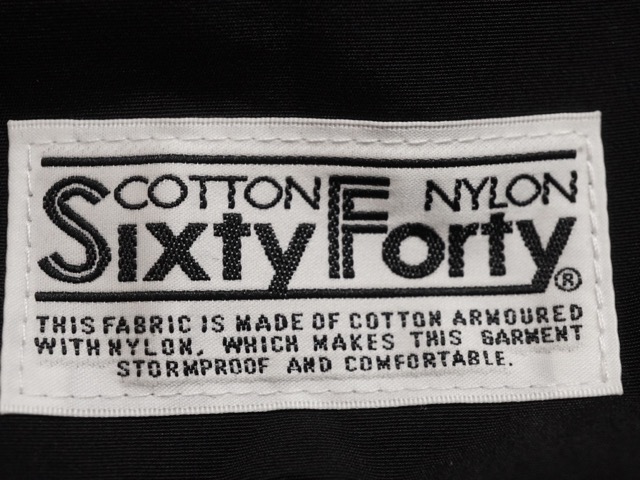 COTTON NYLON
SixtyForty®
THIS FABRIC IS MADE OF COTTON ARMOURED
WITH NYLON, WHICH MAKES THIS GARMENT
STORMPROOF AND COMFORTABLE.